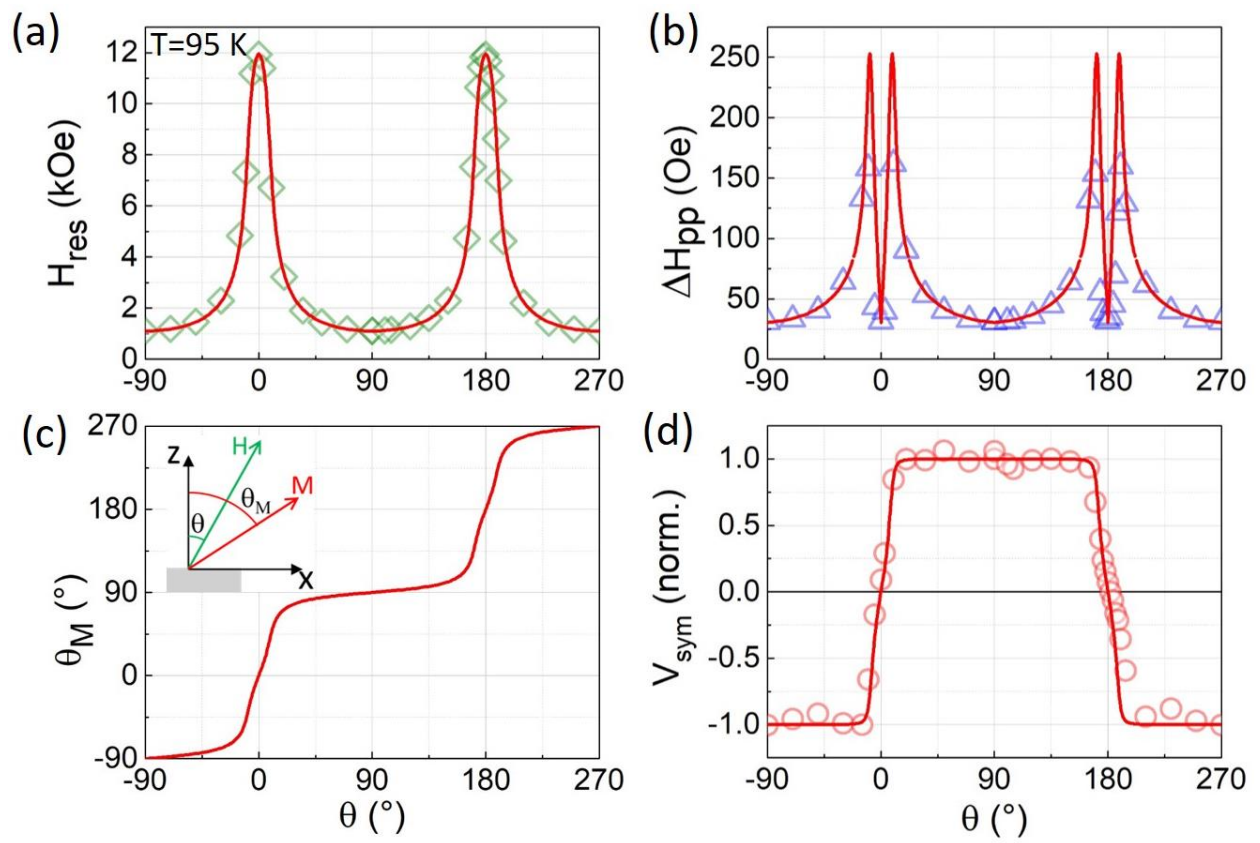 (a)
T=95 K
H_res (kOe)
12
10
8
6
4
2
0
-90 0 90 180 270
(b)
ΔH_pp (Oe)
250
200
150
100
50
0
-90 0 90 180 270
(c)
θ_M (°)
270
180
90
0
-90
z
H
M
θ_M
θ
x
-90 0 90 180 270
θ (°)
(d)
V_sym (norm.)
1.0
0.5
0.0
-0.5
-1.0
-90 0 90 180 270
θ (°)